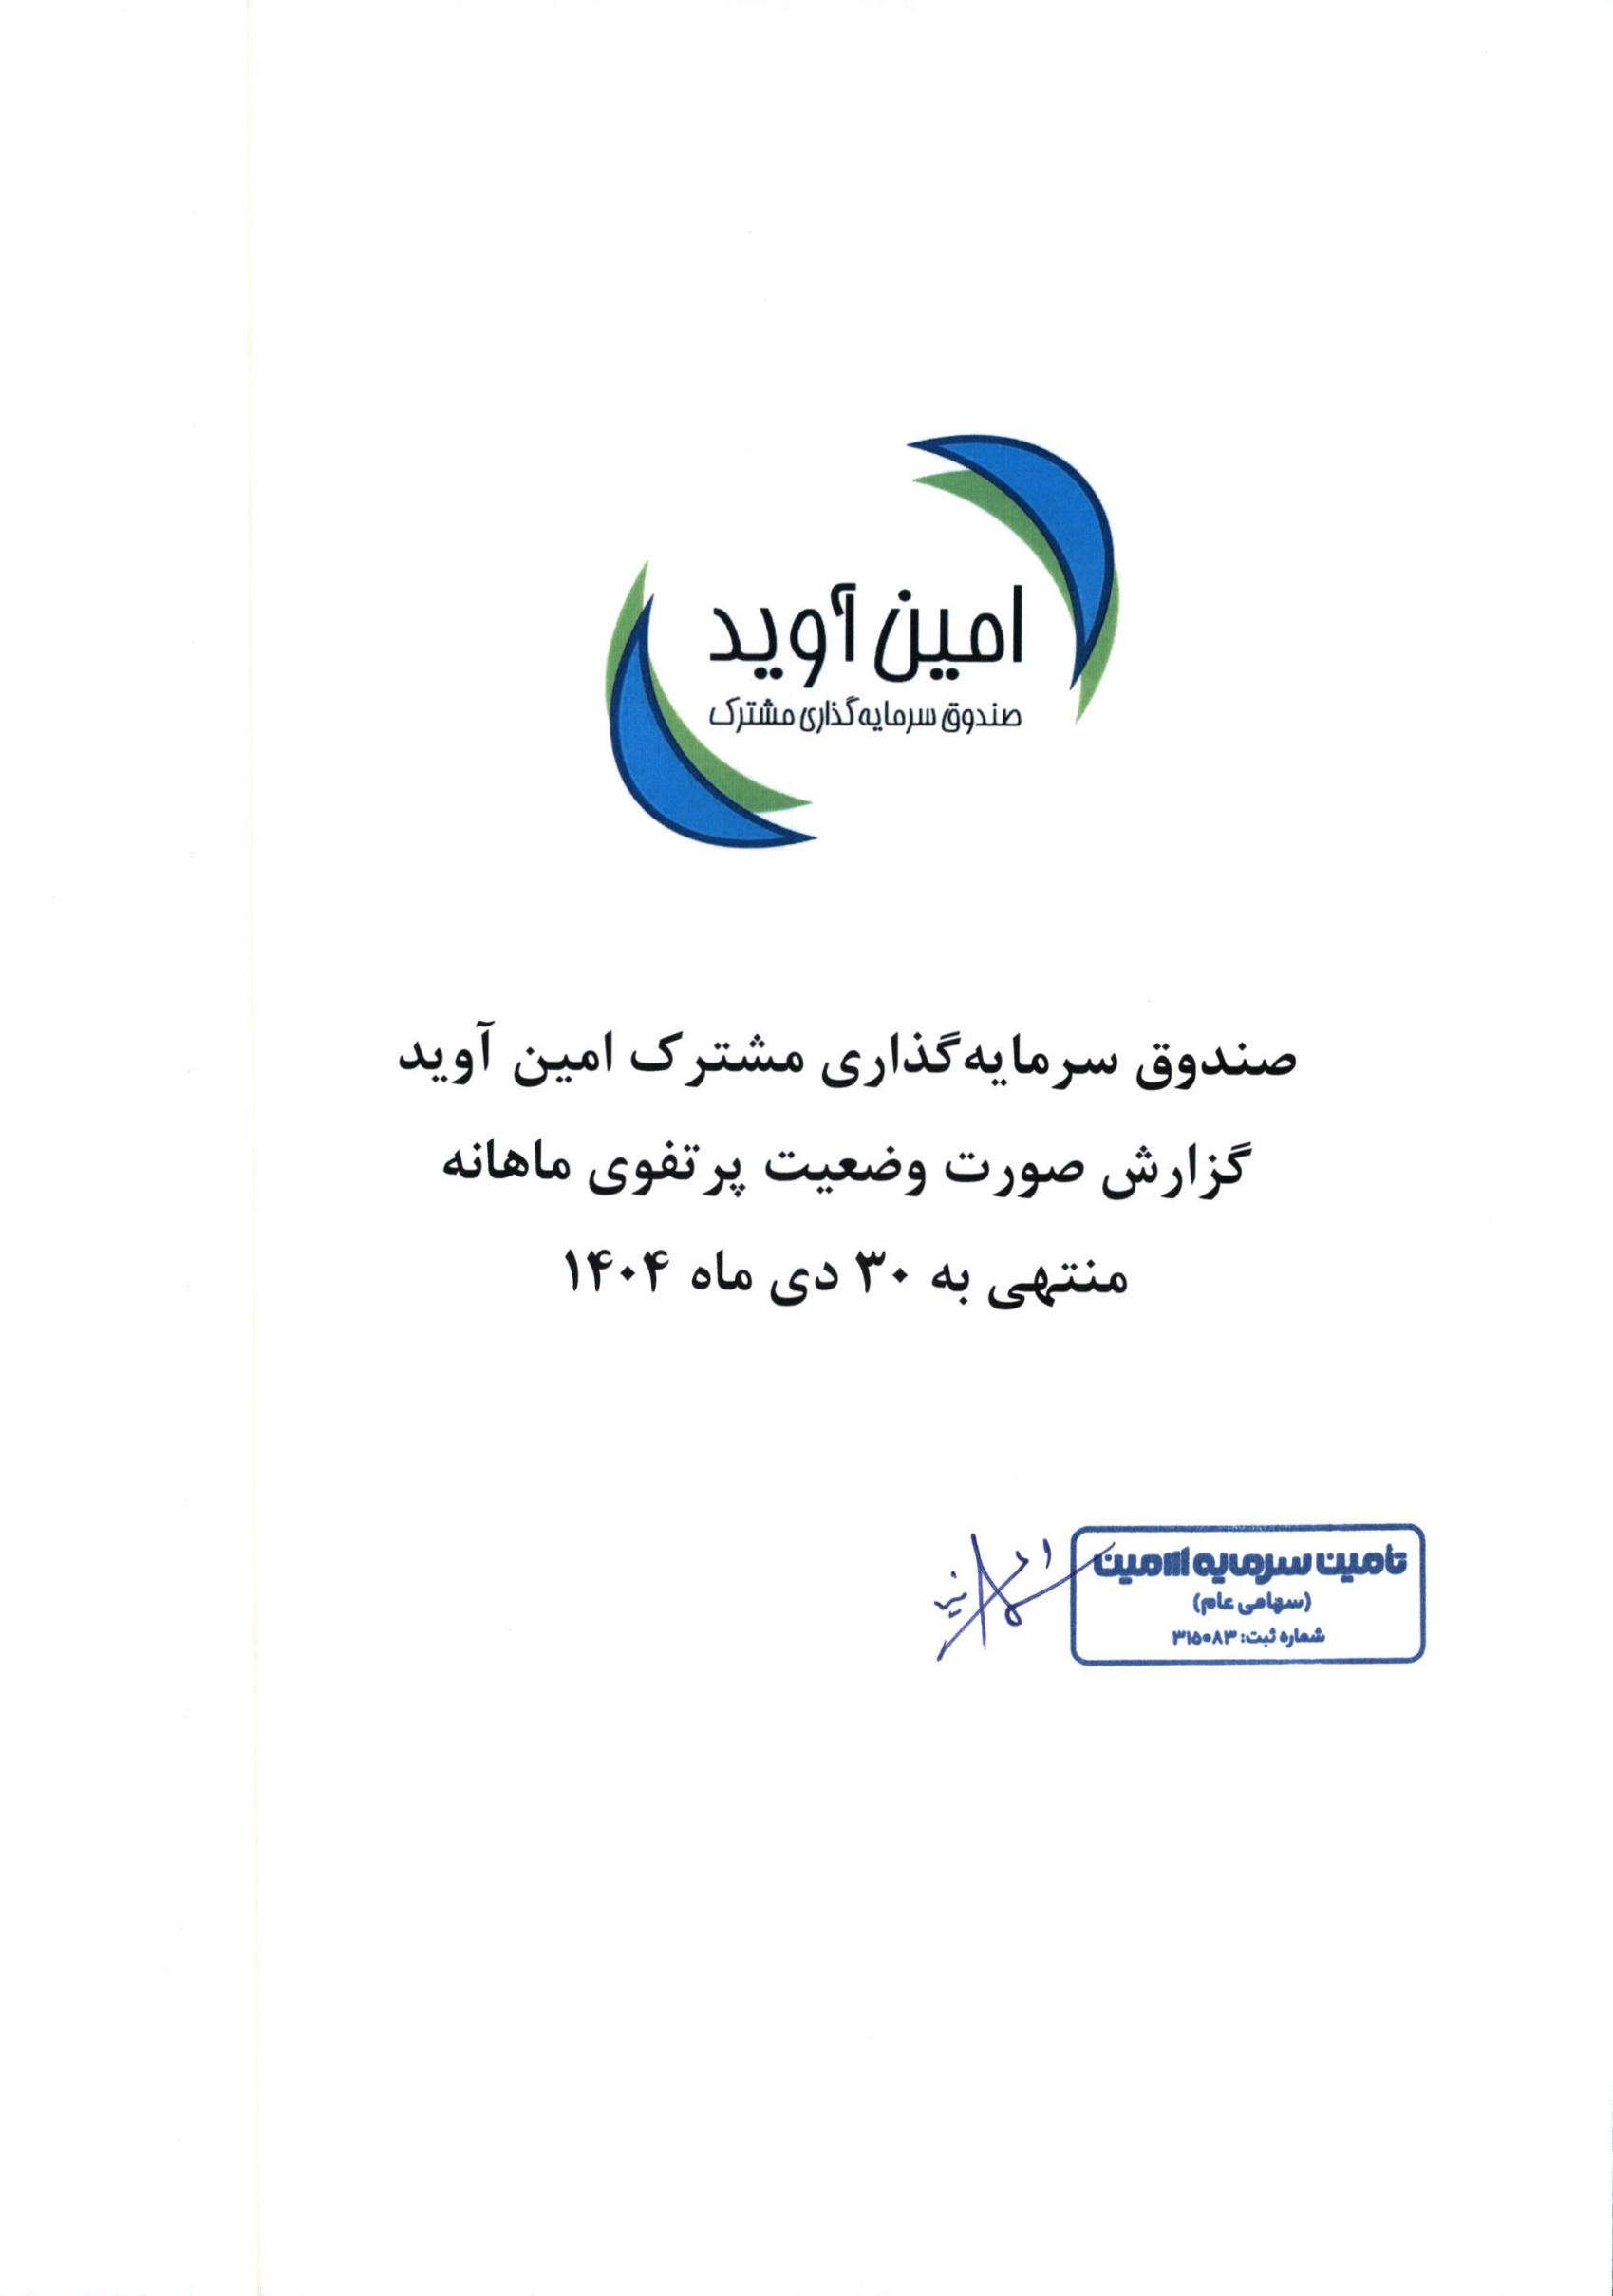 امین آوید
صندوق سرمایه‌گذاری مشترک
صندوق سرمایه‌گذاری مشترک امین آوید
گزارش صورت وضعیت پرتفوی ماهانه
منتهی به ۳۰ دی ماه ۱۴۰۴
تامین سرمایه امین
(سهامی عام)
شماره ثبت: ۳۱۵۰۸۳